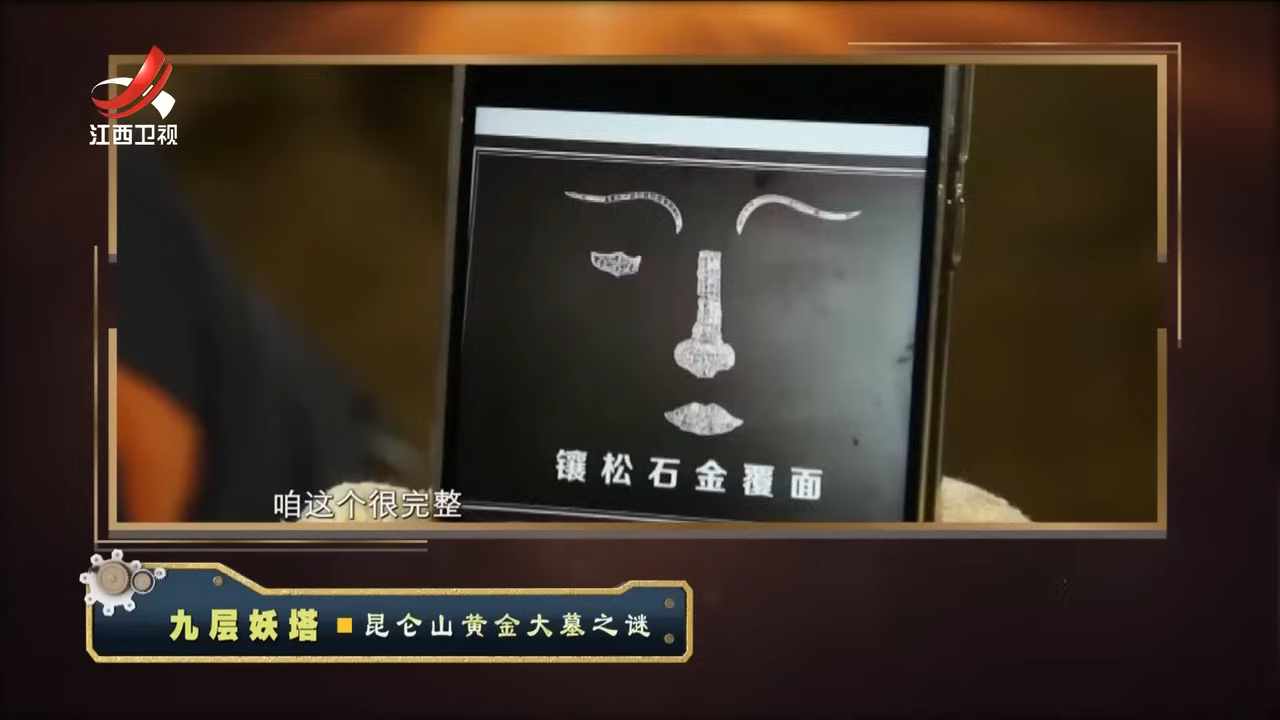 江西卫视
镶松石金覆面
咱这个很完整
九层妖塔 昆仑山黄金大墓之谜